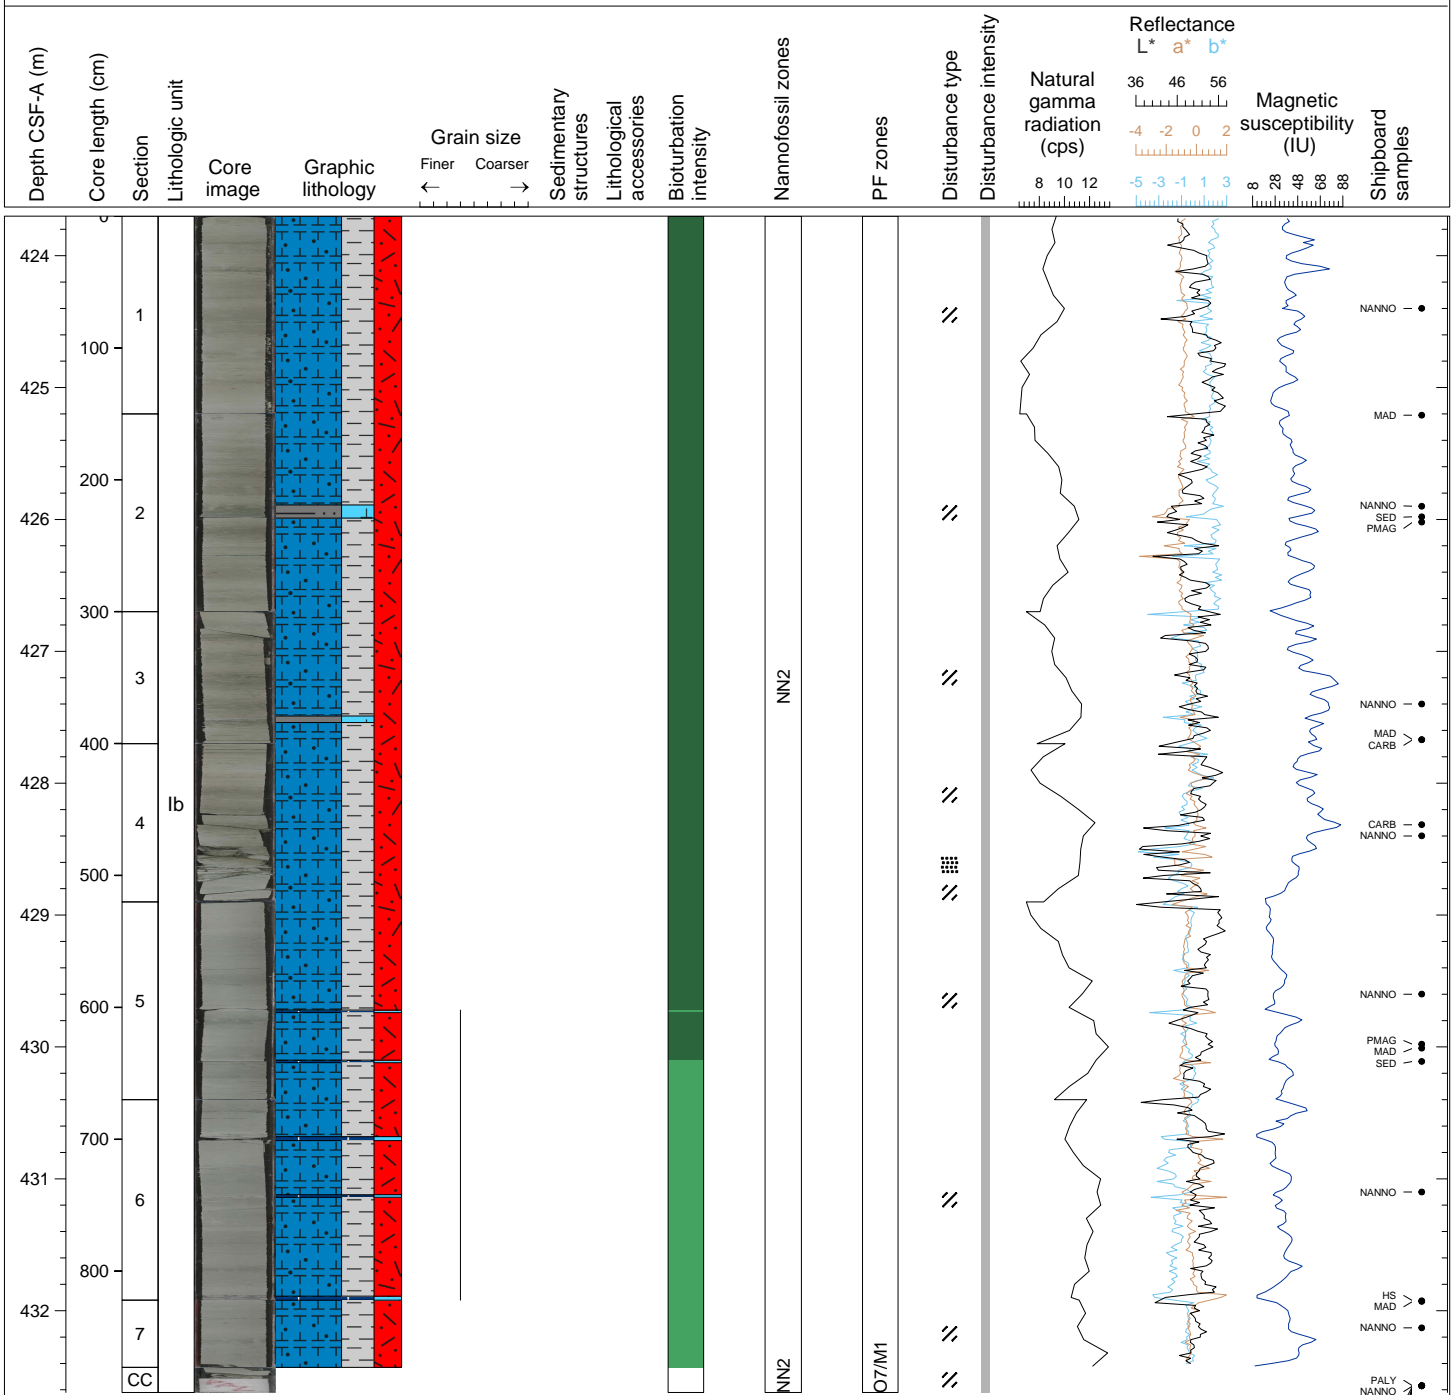 Depth CSF-A (m)
Core length (cm)
Section
Lithologic unit
Core image
Graphic lithology
Grain size
Finer Coarser
← →
Sedimentary structures
Lithological accessories
Bioturbation intensity
Nannofossil zones
PF zones
Disturbance type
Disturbance intensity
Natural gamma radiation (cps)
8 10 12
Reflectance
L* a* b*
36 46 56
-4 -2 0 2
-5 -3 -1 1 3
Magnetic susceptibility (IU)
8 28 48 68 88
Shipboard samples
0
424
1
NANNO
100
425
MAD
200
2
426
NANNO
SED
PMAG
300
427
3
NN2
NANNO
400
MAD
CARB
428
Ib
4
CARB
NANNO
500
429
5
600
NANNO
430
PMAG
MAD
SED
700
431
6
NANNO
800
432
HS
MAD
7
NANNO
CC
NN2
O7/M1
PALY
NANNO